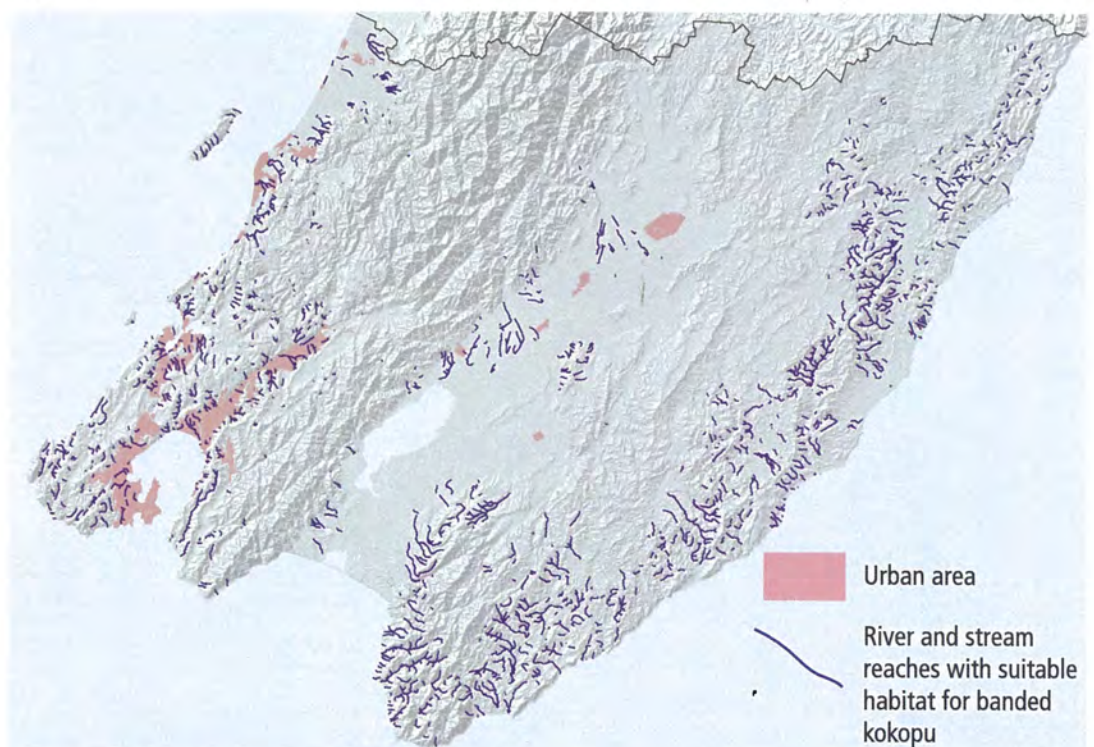 Urban area
River and stream
reaches with suitable
habitat for banded
kokopu